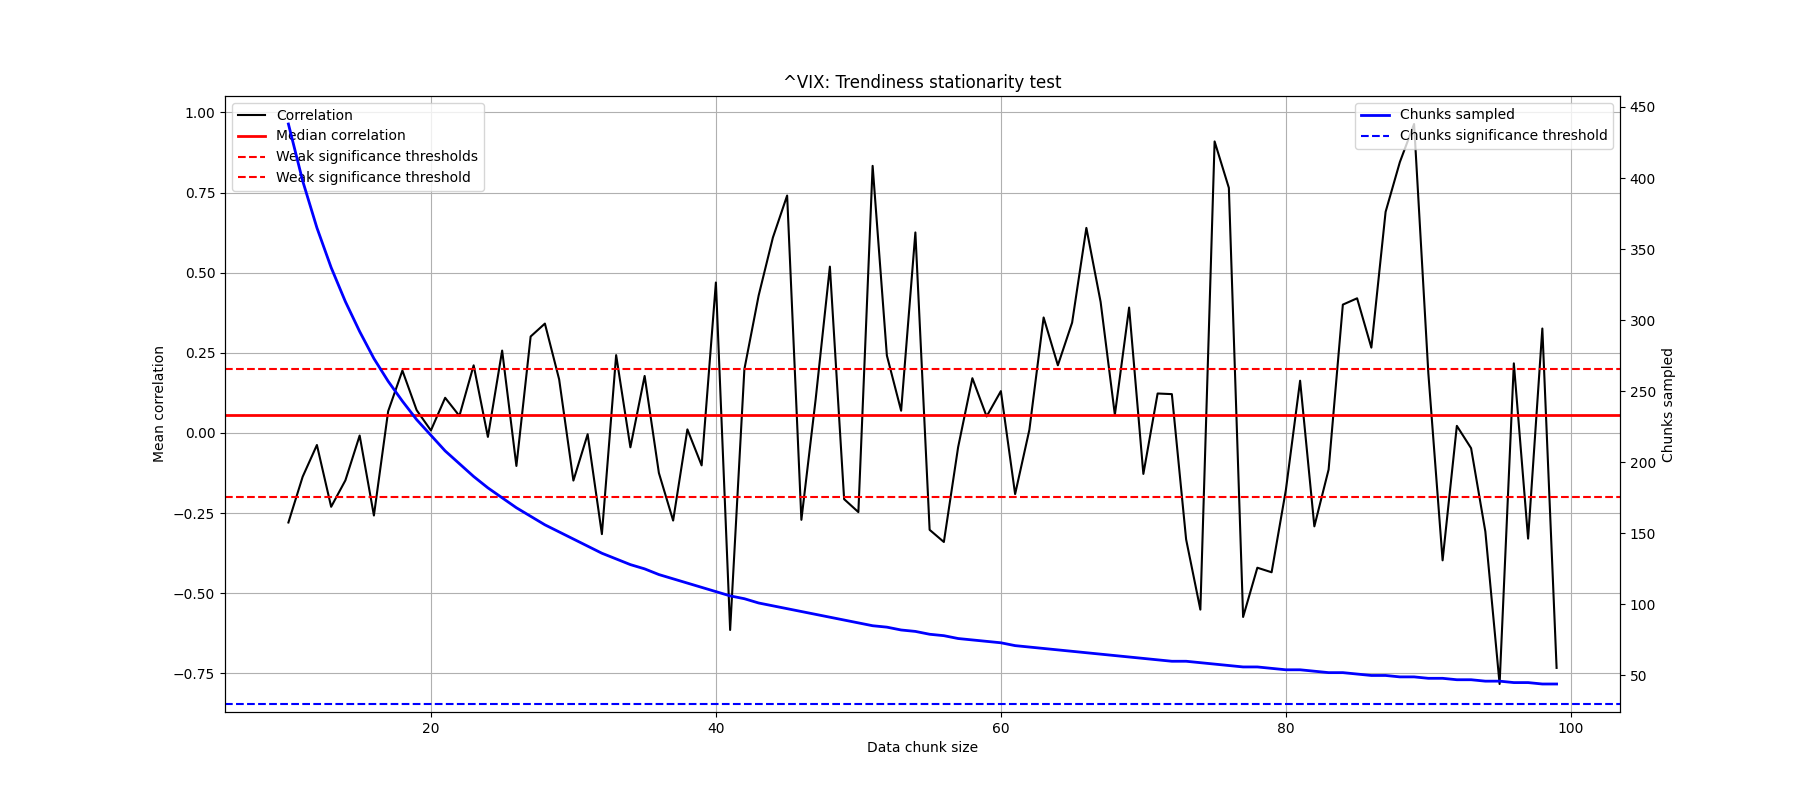 ^VIX: Trendiness stationarity test
Correlation
Median correlation
Weak significance thresholds
Weak significance threshold
Chunks sampled
Chunks significance threshold
1.00
0.75
0.50
0.25
0.00
−0.25
−0.50
−0.75
Mean correlation
450
400
350
300
250
200
150
100
50
Chunks sampled
20
40
60
80
100
Data chunk size